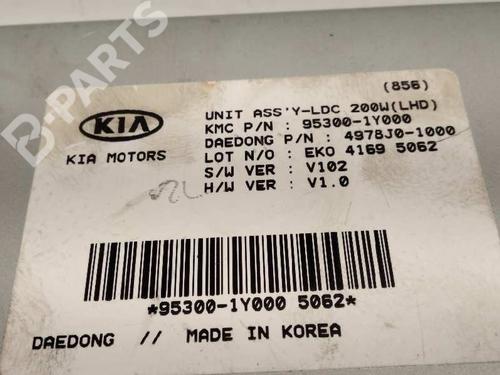 (856)
KIA
KIA MOTORS
UNIT ASS'Y-LDC 200W(LHD)
KMC P/N : 95300-1Y000
DAEDONG P/N : 4978J0-1000
LOT N/O : EKO 4169 5062
S/W VER : V102
H/W VER : V1.0
*95300-1Y000 5062*
DAEDONG // MADE IN KOREA